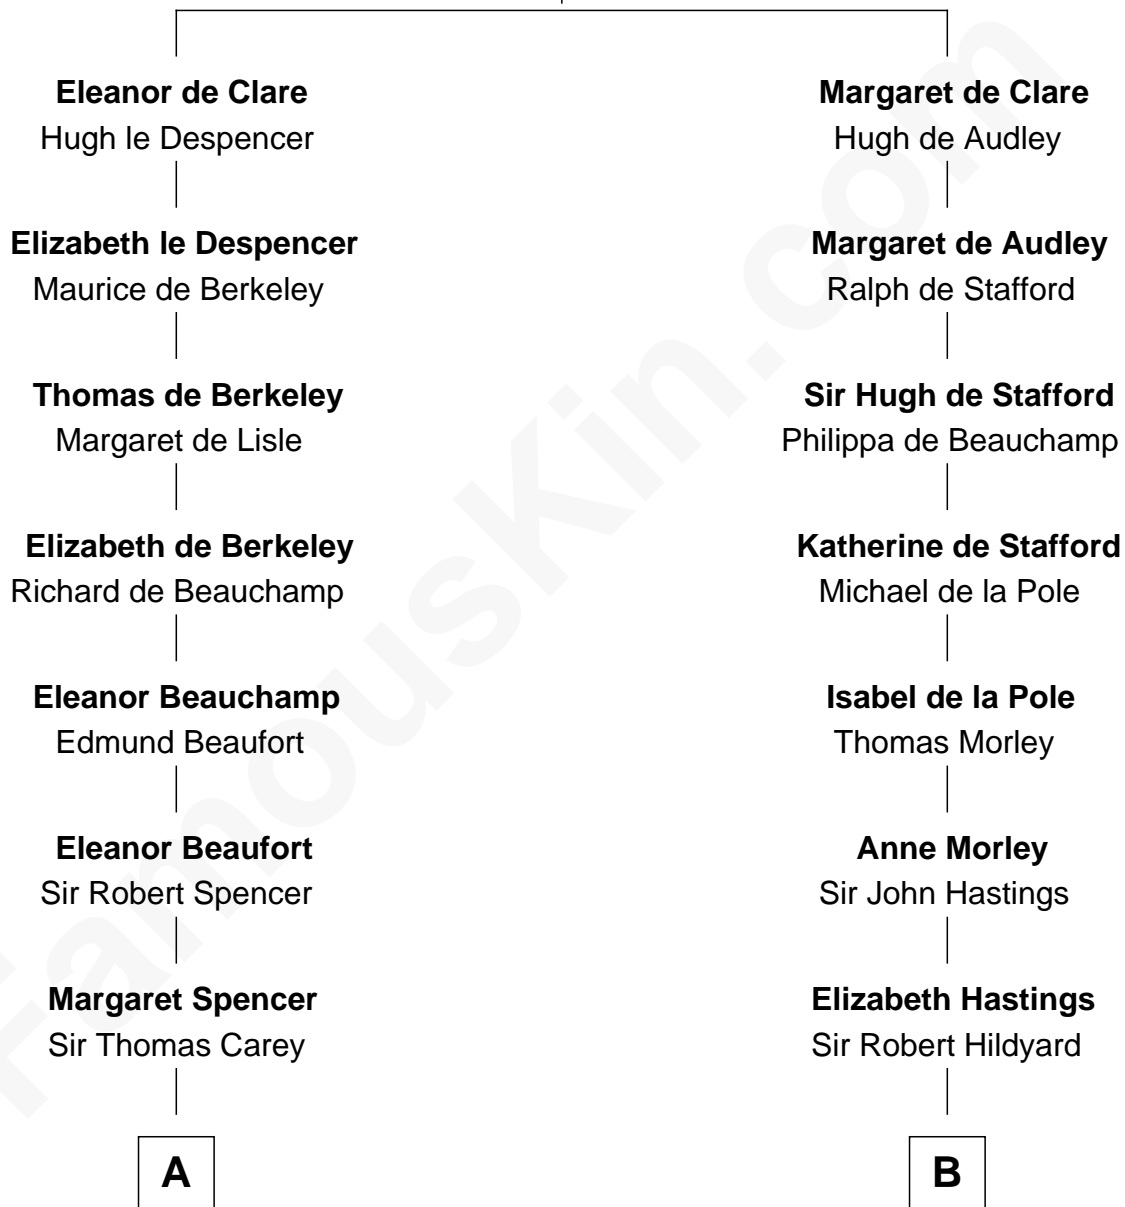 Eleanor de Clare
Hugh le Despencer
Elizabeth le Despencer
Maurice de Berkeley
Thomas de Berkeley
Margaret de Lisle
Elizabeth de Berkeley
Richard de Beauchamp
Eleanor Beauchamp
Edmund Beaufort
Eleanor Beaufort
Sir Robert Spencer
Margaret Spencer
Sir Thomas Carey
A
Margaret de Clare
Hugh de Audley
Margaret de Audley
Ralph de Stafford
Sir Hugh de Stafford
Philippa de Beauchamp
Katherine de Stafford
Michael de la Pole
Isabel de la Pole
Thomas Morley
Anne Morley
Sir John Hastings
Elizabeth Hastings
Sir Robert Hildyard
B
FamousKin.com